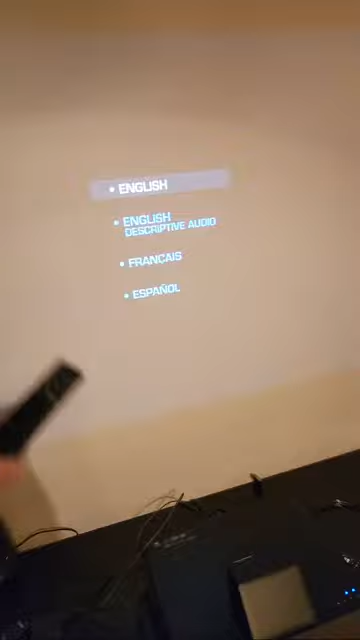 • ENGLISH
• ENGLISH
DESCRIPTIVE AUDIO
• FRANCAIS
• ESPAÑOL